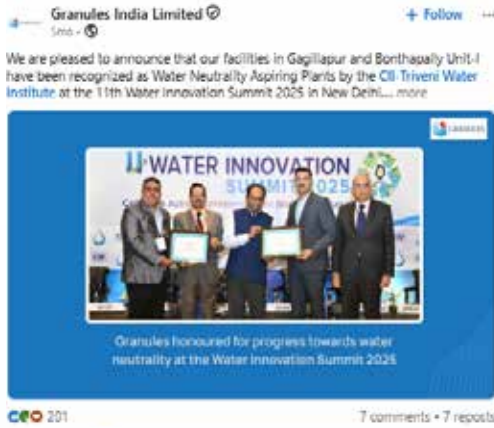 Granules India Limited
+ Follow
5mo
We are pleased to announce that our facilities in Gagillapur and Bonthapally Unit-I
have been recognized as Water Neutrality Aspiring Plants by the CII-Triveni Water
Institute at the 11th Water Innovation Summit 2025 in New Delhi.... more
GRANULES
WATER INNOVATION
SUMMIT 2025
Granules honoured for progress towards water
neutrality at the Water Innovation Summit 2025
201
7 comments • 7 reposts